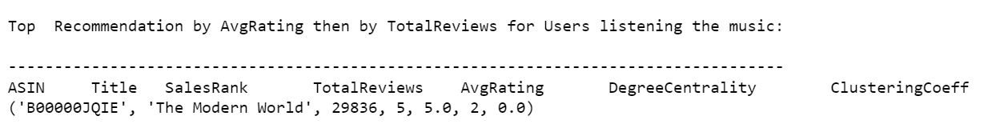 Top  Recommendation by AvgRating then by TotalReviews for Users listening the music:
-----------------------------------------------------------------------------------
ASIN     Title   SalesRank       TotalReviews    AvgRating       DegreeCentrality        ClusteringCoeff
('B00000JQIE', 'The Modern World', 29836, 5, 5.0, 2, 0.0)